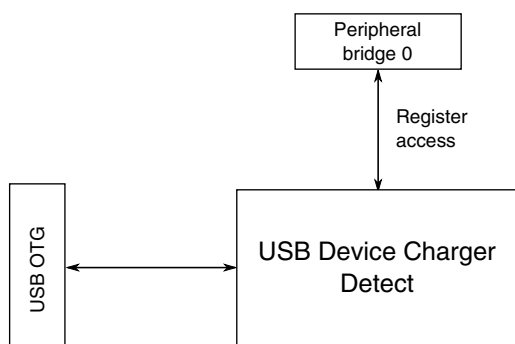 Peripheral
bridge 0
Register
access
USB OTG
USB Device Charger
Detect